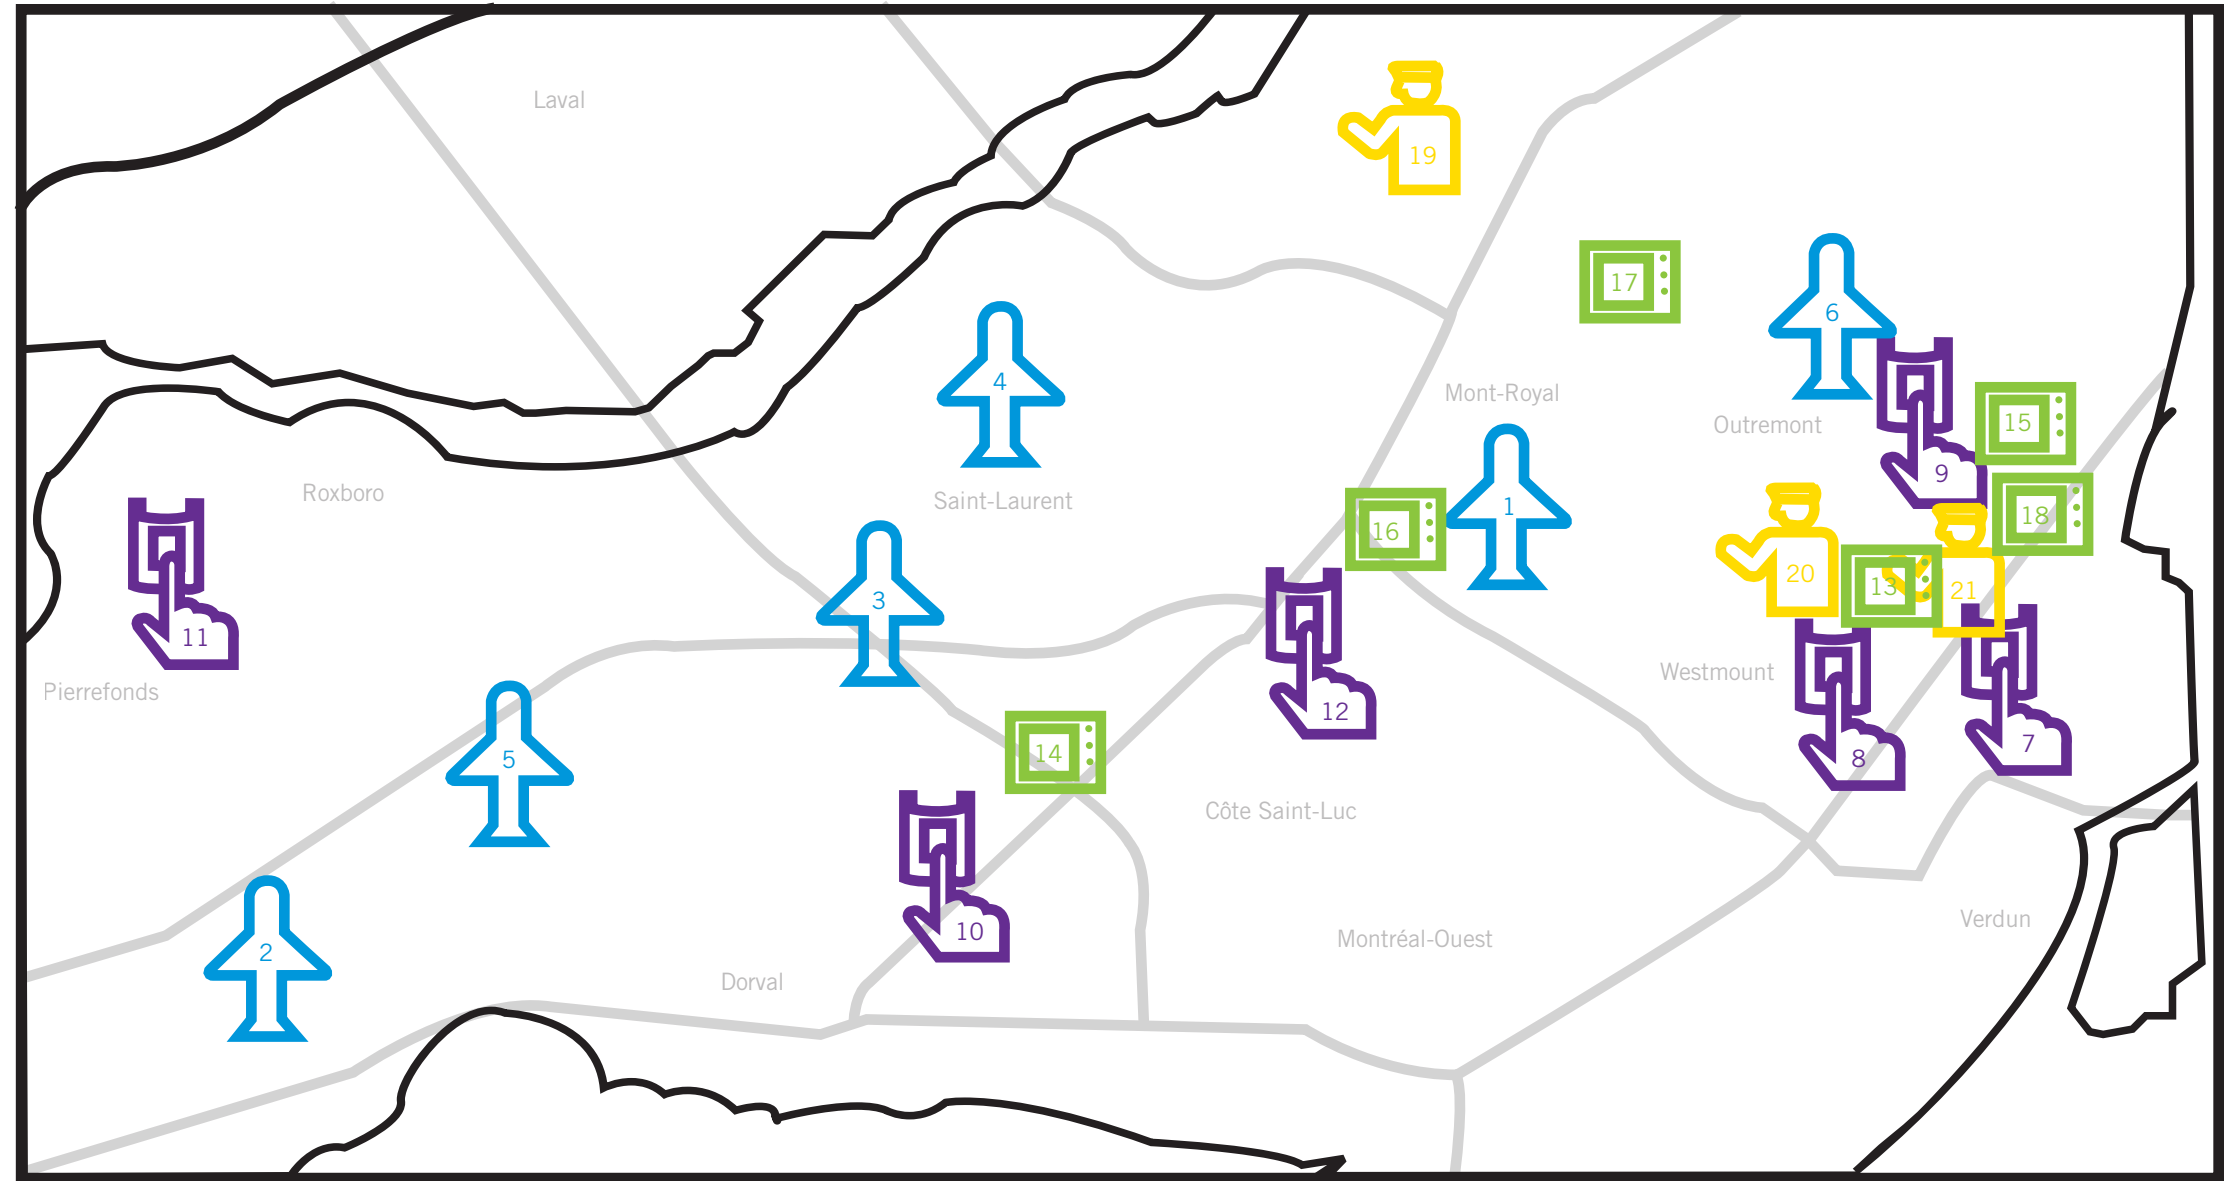 Laval
19
17
6
4
Mont-Royal
Outremont
15
9
Roxboro
Saint-Laurent
1
16
18
20
13
21
3
11
Westmount
Pierrefonds
12
7
5
14
8
Côte Saint-Luc
10
Verdun
Montréal-Ouest
2
Dorval